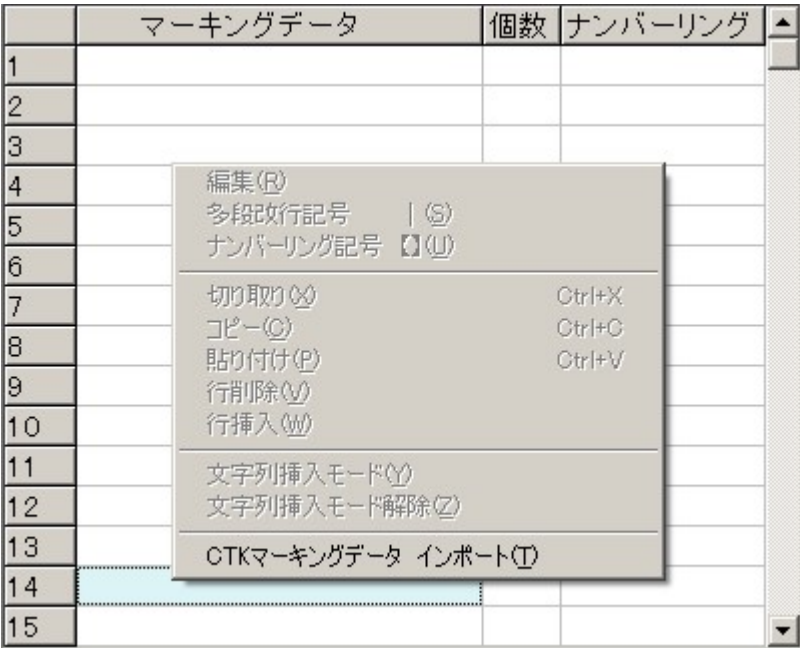 マーキングデータ 個数 ナンバーリング
1
2
3
4
5
6
7
8
9
10
11
12
13
14
15
編集(R)
多段改行記号 |(S)
ナンバーリング記号 (U)
切り取り(X) Ctrl+X
コピー(C) Ctrl+C
貼り付け(P) Ctrl+V
行削除(V)
行挿入(W)
文字列挿入モード(Y)
文字列挿入モード解除(Z)
CTKマーキングデータ インポート(T)